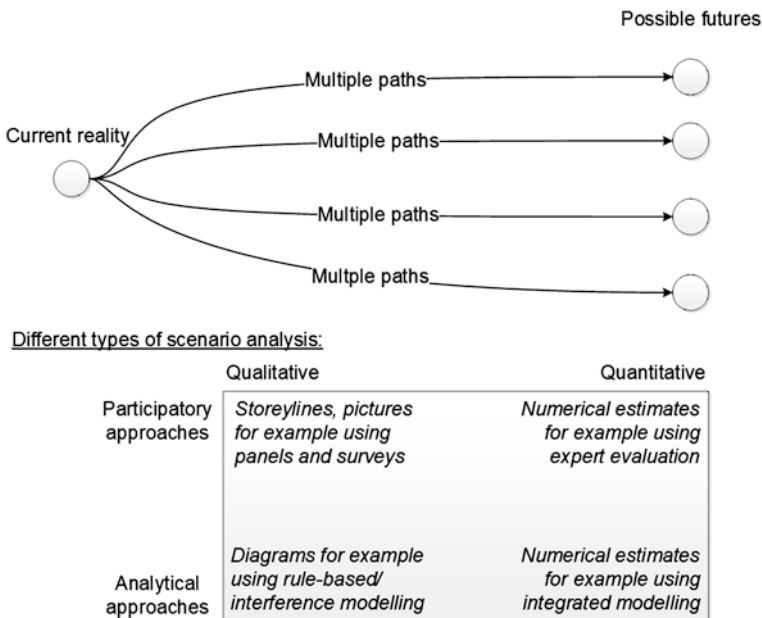 Possible futures
Multiple paths
Current reality
Multiple paths
Multiple paths
Multple paths
Different types of scenario analysis:
Qualitative
Quantitative
Participatory
approaches
Storeylines, pictures
for example using
panels and surveys
Numerical estimates
for example using
expert evaluation
Analytical
approaches
Diagrams for example
using rule-based/
interference modelling
Numerical estimates
for example using
integrated modelling